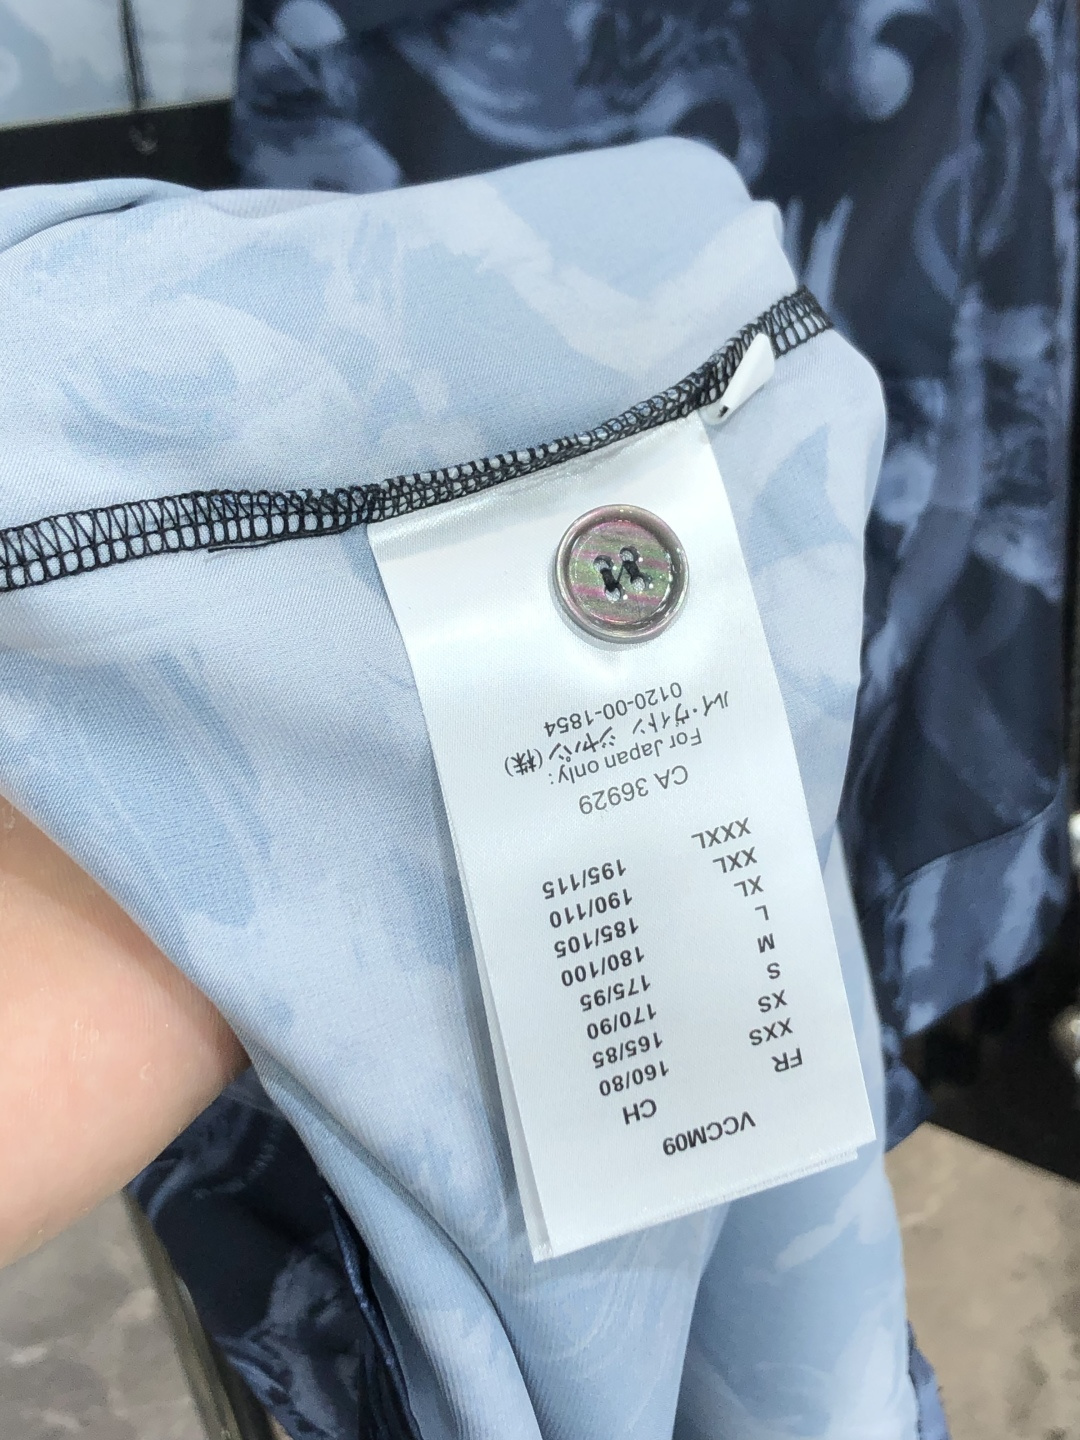 VCCM09
FR CH
XXS 160/80
XS 165/85
S 170/90
M 175/95
L 180/100
XL 185/105
XXL 190/110
XXXL 195/115
CA 36929
For Japan only:
ルイ・ヴィトン ジャパン(株)
0120-00-1854